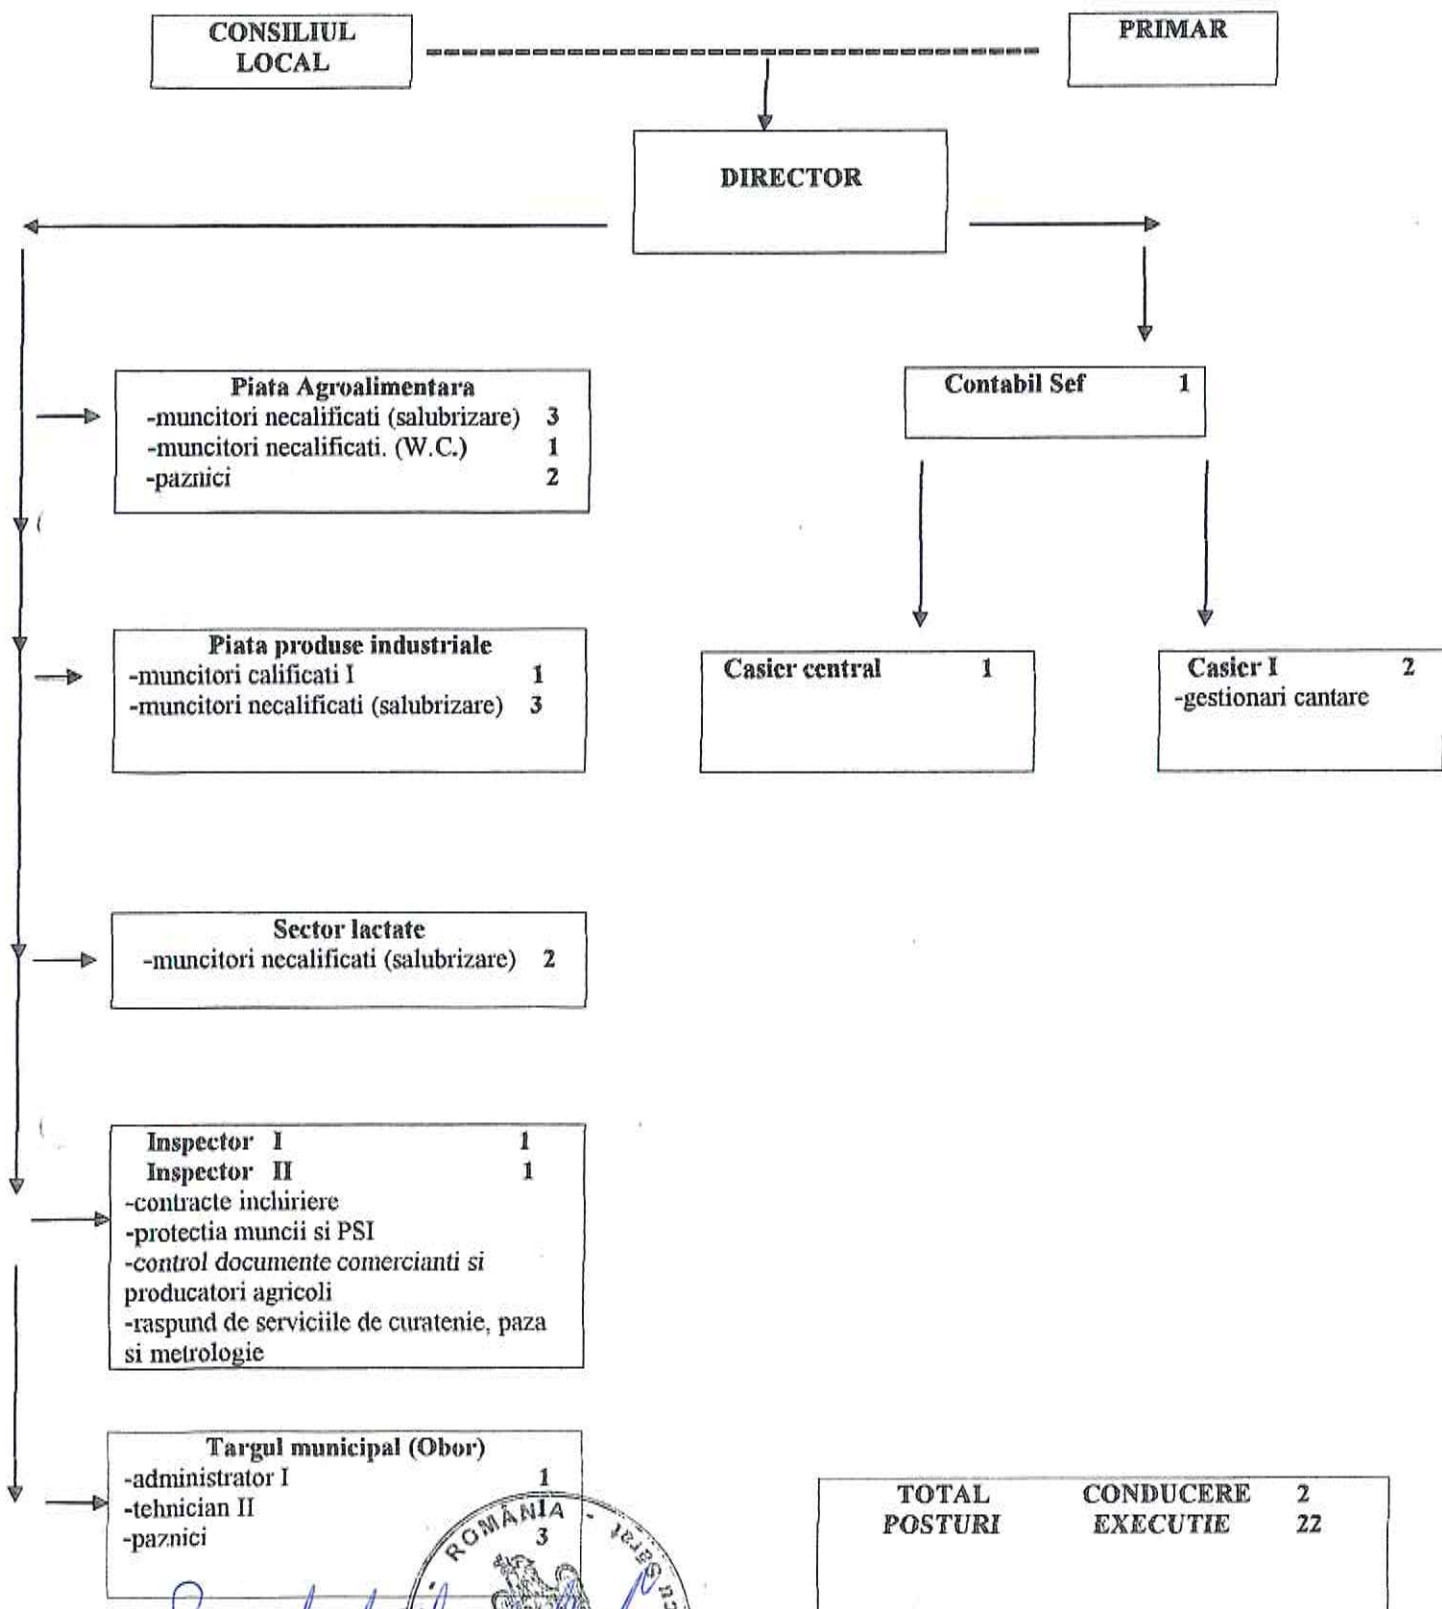 CONSILIUL
LOCAL
PRIMAR
DIRECTOR
Piata Agroalimentara
-muncitori necalificati (salubrizare) 3
-muncitori necalificati. (W.C.) 1
-paznici 2
Contabil Sef 1
Piata produse industriale
-muncitori calificati I 1
-muncitori necalificati (salubrizare) 3
Casier central 1
Casier I 2
-gestionari cantare
Sector lactate
-muncitori necalificati (salubrizare) 2
Inspector I 1
Inspector II 1
-contracte inchiriere
-protectia muncii si PSI
-control documente comercianti si
producatori agricoli
-raspund de serviciile de curatenie, paza
si metrologie
Targul municipal (Obor)
-administrator I 1
-tehnician II 1
-paznici 3
ROMÂNIA
Sarat
TOTAL CONDUCERE 2
POSTURI EXECUTIE 22